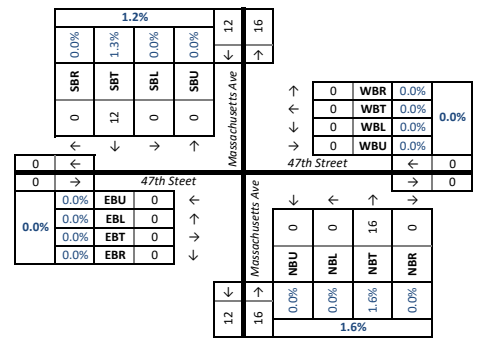 1.2%
12
16
0.0%
1.3%
0.0%
0.0%
↓
↑
SBR
SBT
SBL
SBU
0
12
0
0
← ↓ → ↑
Massachusetts Ave
↑ 0 WBR 0.0%
← 0 WBT 0.0%
↓ 0 WBL 0.0%
→ 0 WBU 0.0%
0.0%
0 ←
47th Street
← 0
0 →
47th Steet
→ 0
0.0%
0.0% EBU 0 ←
0.0% EBL 0 ↑
0.0% EBT 0 →
0.0% EBR 0 ↓
Massachusetts Ave
↓ ← ↑ →
0
0
16
0
NBU
NBL
NBT
NBR
↓
↑
0.0%
0.0%
1.6%
0.0%
12
16
1.6%